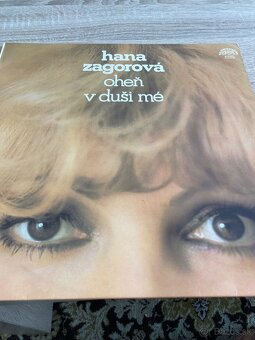 hana
zagorová
oheň
v duši mé